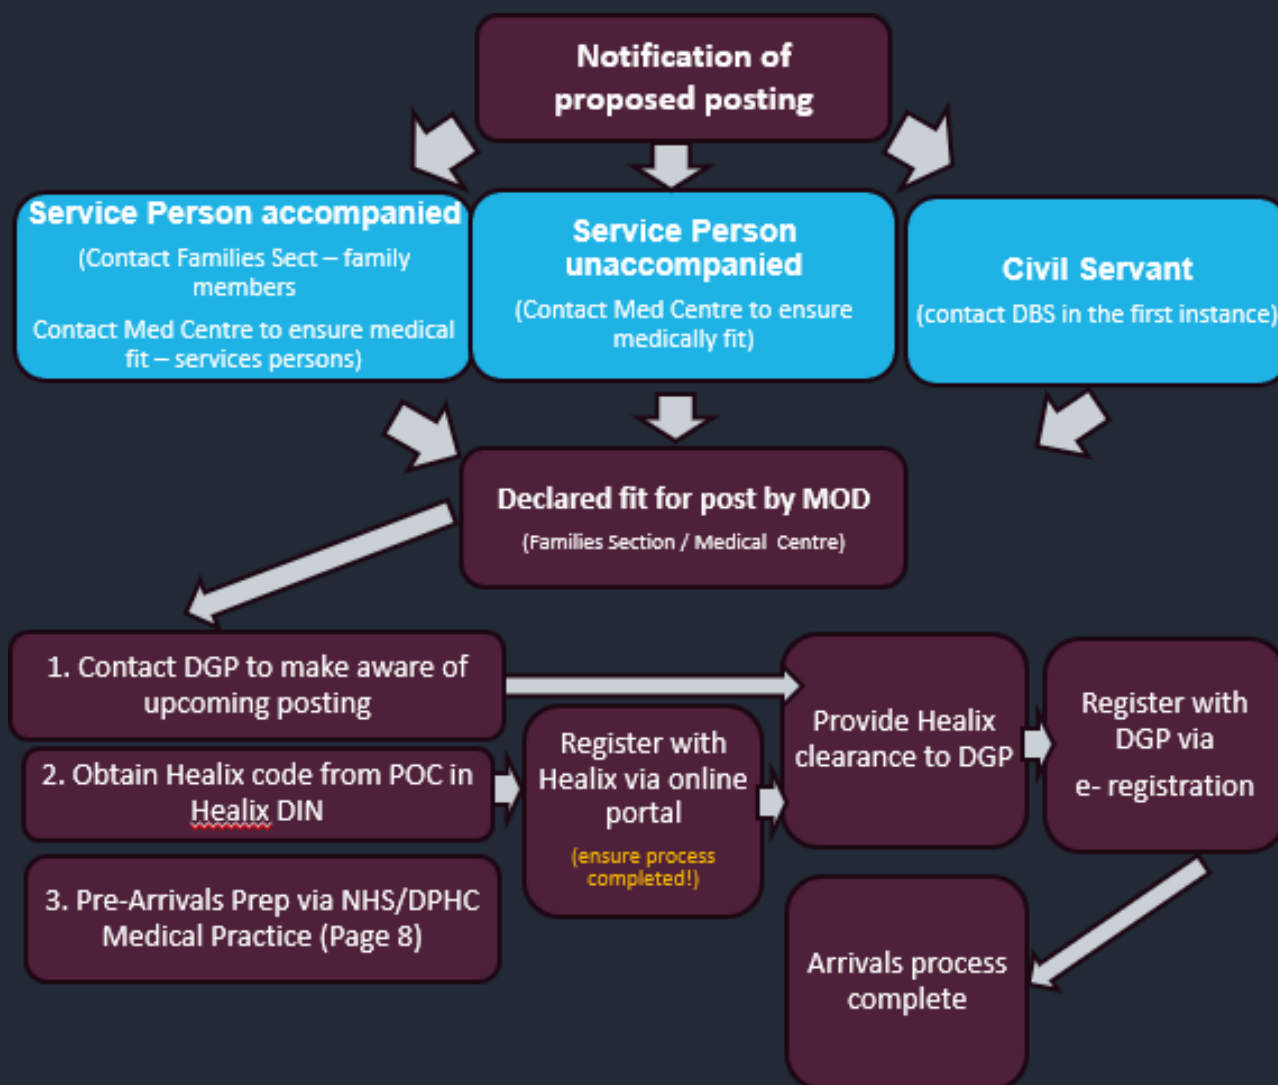 Notification of
proposed posting
Service Person accompanied
(Contact Families Sect – family
members
Contact Med Centre to ensure medical
fit – services persons)
Service Person
unaccompanied
(Contact Med Centre to ensure
medically fit)
Civil Servant
(contact DBS in the first instance)
Declared fit for post by MOD
(Families Section / Medical Centre)
1. Contact DGP to make aware of
upcoming posting
2. Obtain Healix code from POC in
Healix DIN
3. Pre-Arrivals Prep via NHS/DPHC
Medical Practice (Page 8)
Register with
Healix via online
portal
(ensure process
completed!)
Provide Healix
clearance to DGP
Register with
DGP via
e- registration
Arrivals process
complete